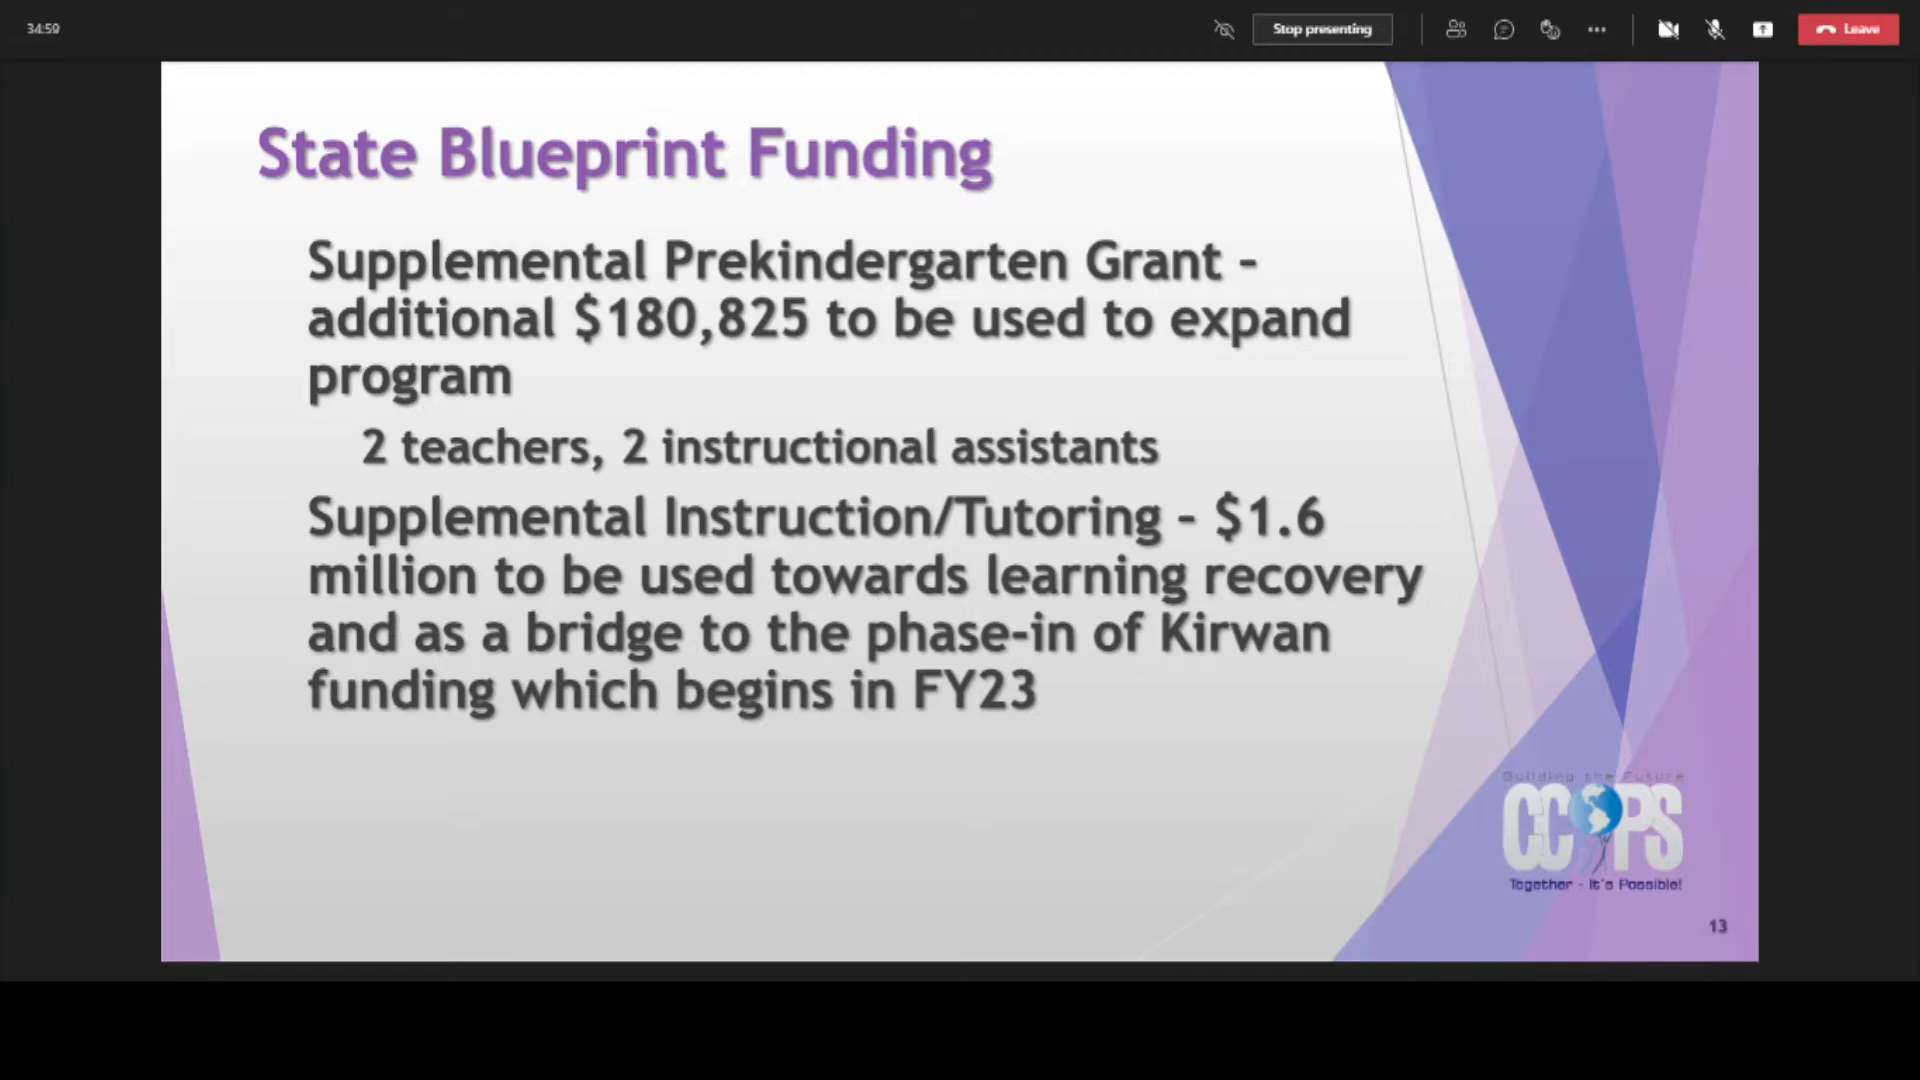 34:59
Stop presenting
Leave
State Blueprint Funding
Supplemental Prekindergarten Grant –
additional $180,825 to be used to expand
program
2 teachers, 2 instructional assistants
Supplemental Instruction/Tutoring – $1.6
million to be used towards learning recovery
and as a bridge to the phase-in of Kirwan
funding which begins in FY23
Building the Future
CCPS
Together - It's Possible!
13